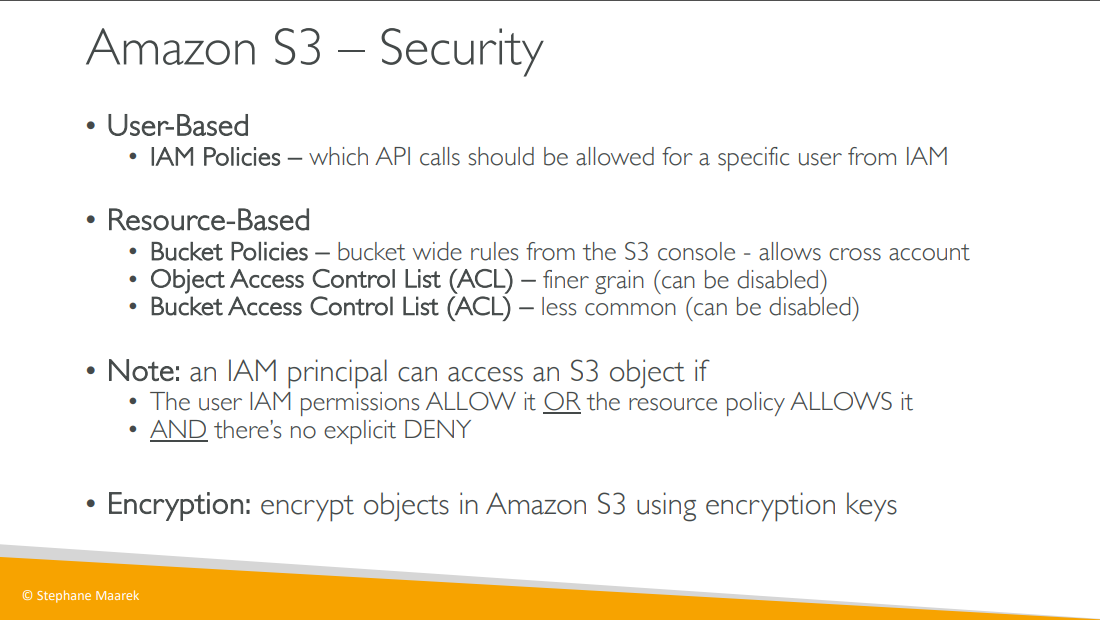 Amazon S3 – Security
• User-Based
• IAM Policies – which API calls should be allowed for a specific user from IAM
• Resource-Based
• Bucket Policies – bucket wide rules from the S3 console - allows cross account
• Object Access Control List (ACL) – finer grain (can be disabled)
• Bucket Access Control List (ACL) – less common (can be disabled)
• Note: an IAM principal can access an S3 object if
• The user IAM permissions ALLOW it OR the resource policy ALLOWS it
• AND there’s no explicit DENY
• Encryption: encrypt objects in Amazon S3 using encryption keys
© Stephane Maarek